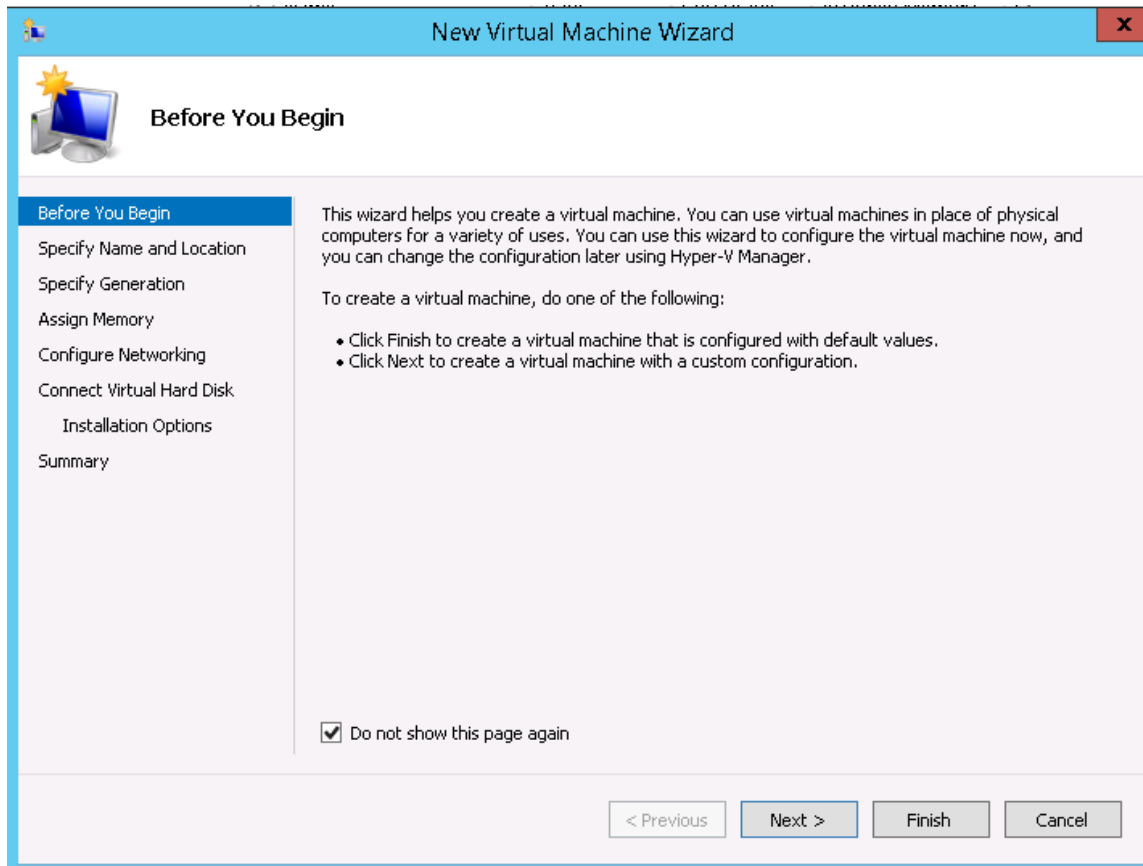 New Virtual Machine Wizard
x
Before You Begin
Before You Begin
Specify Name and Location
Specify Generation
Assign Memory
Configure Networking
Connect Virtual Hard Disk
Installation Options
Summary
This wizard helps you create a virtual machine. You can use virtual machines in place of physical
computers for a variety of uses. You can use this wizard to configure the virtual machine now, and
you can change the configuration later using Hyper-V Manager.
To create a virtual machine, do one of the following:
• Click Finish to create a virtual machine that is configured with default values.
• Click Next to create a virtual machine with a custom configuration.
Do not show this page again
< Previous
Next >
Finish
Cancel